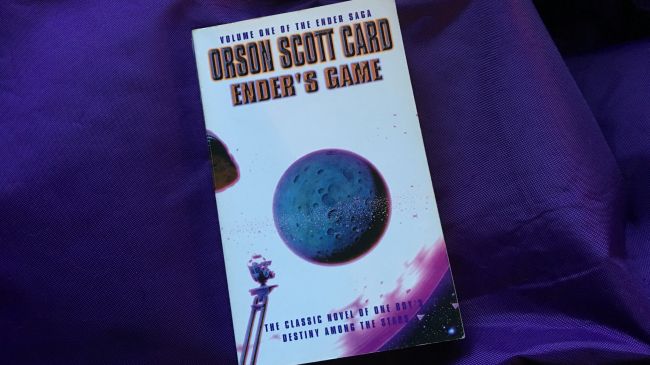 VOLUME ONE OF THE ENDER SAGA
ORSON SCOTT CARD
ENDER'S GAME
THE CLASSIC NOVEL OF ONE BOY'S
DESTINY AMONG THE STARS